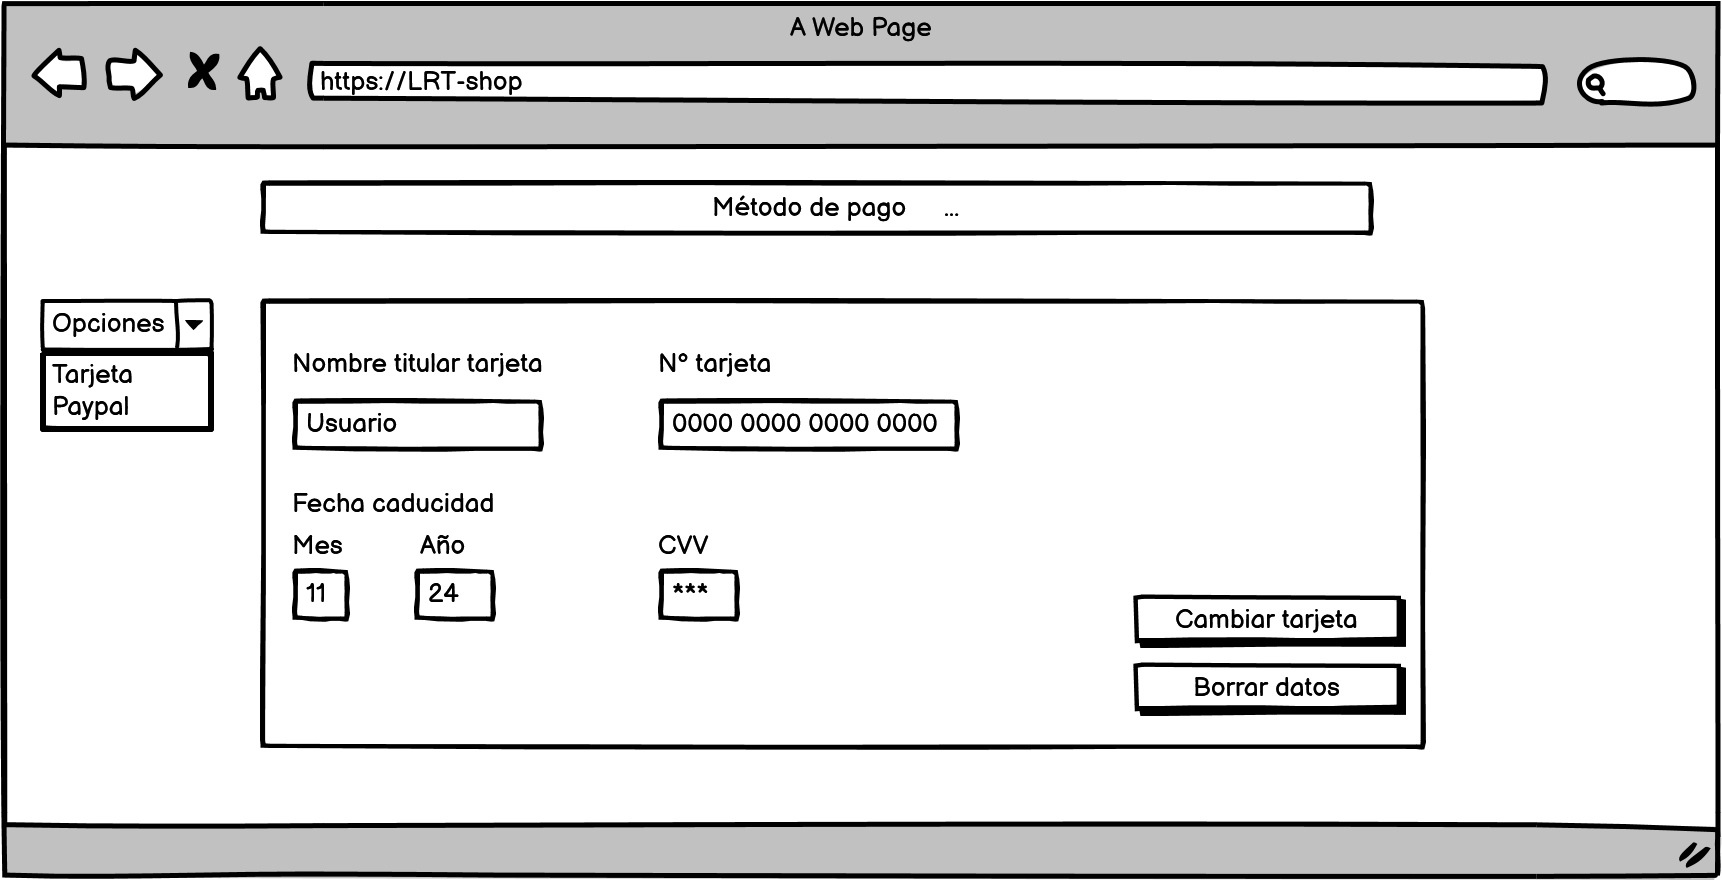 A Web Page
https://LRT-shop
Método de pago ...
Opciones
Tarjeta
Paypal
Nombre titular tarjeta
Nº tarjeta
Usuario
0000 0000 0000 0000
Fecha caducidad
Mes
Año
CVV
11
24
***
Cambiar tarjeta
Borrar datos